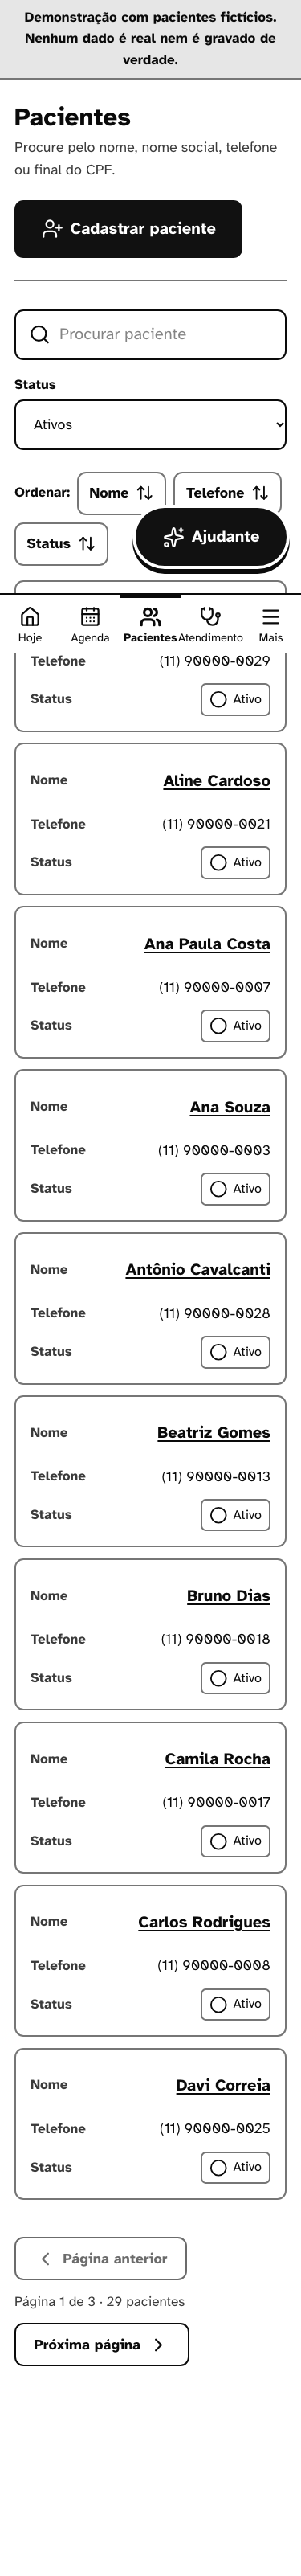 Demonstração com pacientes fictícios.
Nenhum dado é real nem é gravado de
verdade.
Pacientes
Procure pelo nome, nome social, telefone
ou final do CPF.
Cadastrar paciente
Procurar paciente
Status
Ativos
Ordenar: Nome Telefone
Status
Ajudante
Hoje Agenda Pacientes Atendimento Mais
Telefone (11) 90000-0029
Status Ativo
Nome Aline Cardoso
Telefone (11) 90000-0021
Status Ativo
Nome Ana Paula Costa
Telefone (11) 90000-0007
Status Ativo
Nome Ana Souza
Telefone (11) 90000-0003
Status Ativo
Nome Antônio Cavalcanti
Telefone (11) 90000-0028
Status Ativo
Nome Beatriz Gomes
Telefone (11) 90000-0013
Status Ativo
Nome Bruno Dias
Telefone (11) 90000-0018
Status Ativo
Nome Camila Rocha
Telefone (11) 90000-0017
Status Ativo
Nome Carlos Rodrigues
Telefone (11) 90000-0008
Status Ativo
Nome Davi Correia
Telefone (11) 90000-0025
Status Ativo
Página anterior
Página 1 de 3 · 29 pacientes
Próxima página